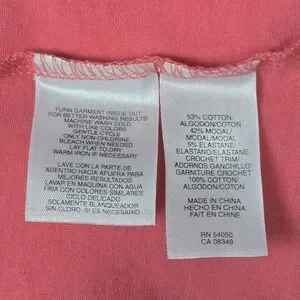 TURN GARMENT INSIDE OUT
FOR BETTER WASHING RESULTS
MACHINE WASH COLD
WITH LIKE COLORS
GENTLE CYCLE
ONLY NON-CHLORINE
BLEACH WHEN NEEDED
LAY FLAT TO DRY
WARM IRON IF NECESSARY
LAVE CON LA PARTE DE
ADENTRO HACIA AFUERA PARA
MEJORES RESULTADOS
LAVAR EN MAQUINA CON AGUA
FRIA CON COLORES SIMILARES
CICLO DELICADO
SOLAMENTE BLANQUEADOR
SIN CLORO, SI ES NECESARIO
53% COTTON/
ALGODON/COTON
42% MODAL/
MODAL/MODAL
5% ELASTANE/
ELASTANO/ELASTANNE
CROCHET TRIM/
ADORNOS GANCHILLO/
GARNITURE CROCHET
100% COTTON/
ALGODON/COTON
MADE IN CHINA
HECHO EN CHINA
FAIT EN CHINE
RN 54050
CA 08349